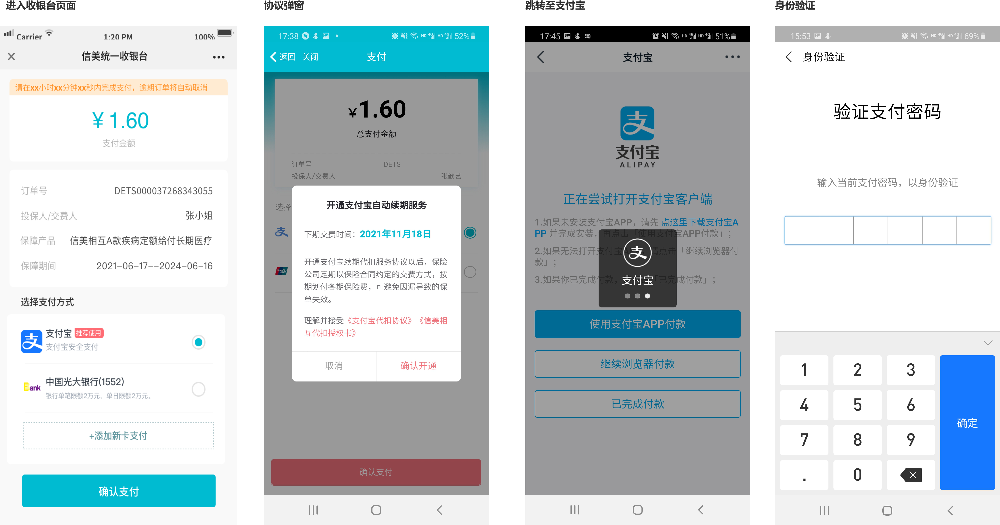 进入收银台页面
Carrier
1:20 PM
100%
信美统一收银台
请在xx小时xx分钟xx秒内完成支付，逾期订单将自动取消
¥ 1.60
支付金额
订单号 DETS000037268343055
投保人/交费人 张小姐
保障产品 信美相互A款疾病定额给付长期医疗
保障期间 2021-06-17--2024-06-16
选择支付方式
支付宝 推荐使用
支付宝安全支付
Bank
中国光大银行(1552)
银行单笔限额2万元，单日限额2万元。
+添加新卡支付
确认支付
协议弹窗
17:38
HD 4G HD 4G 52%
返回 关闭 支付
¥1.60
总支付金额
订单号 DETS
投保人/交费人 张歆艺
选择
支
UnionPay
银联
开通支付宝自动续期服务
下期交费时间：2021年11月18日
开通支付宝续期代扣服务协议以后，保险
公司定期以保险合同约定的交费方式，按
期划付各期保险费，可避免因漏导致的保
单失效。
理解并接受《支付宝代扣协议》《信美相
互代扣授权书》
取消 确认开通
确认支付
跳转至支付宝
17:45 淘
HD 4G HD 4G 51%
支付宝
支
支付宝
ALIPAY
正在尝试打开支付宝客户端
1.如果未安装支付宝APP，请先 点这里下载支付宝A
PP 并完成安装，再点击「使用支付宝APP付款」；
2.如果无法打开支付宝APP，请点击「继续浏览器付
款」；
3.如果你已完成付款，「已完成付款」；
支
支付宝
使用支付宝APP付款
继续浏览器付款
已完成付款
身份验证
15:53
HD 4G HD 4G 69%
身份验证
验证支付密码
输入当前支付密码，以身份验证
1 2 3
4 5 6
7 8 9
. 0
确定